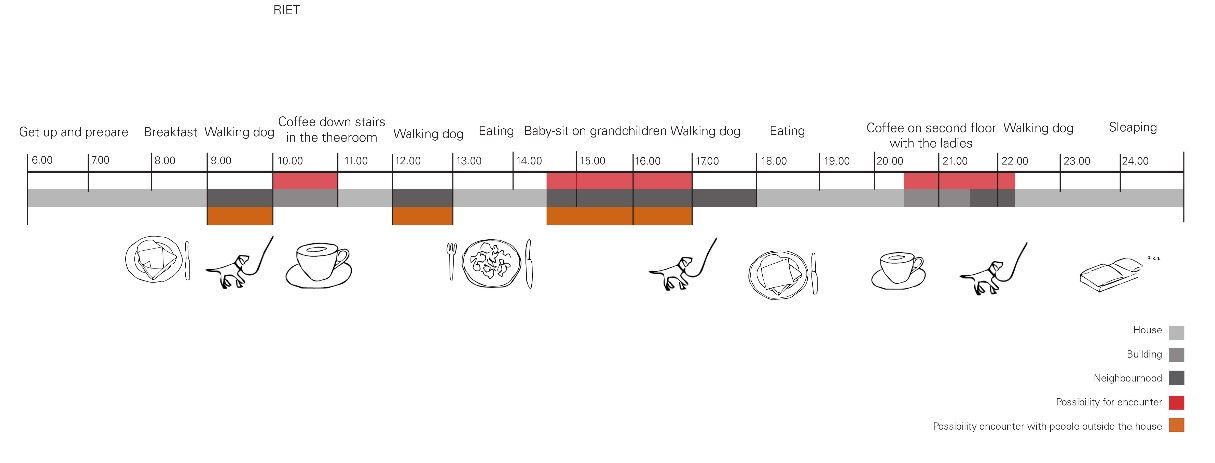 RIET
Get up and prepare
Breakfast
Walking dog
Coffee down stairs
in the theeroom
Walking dog
Eating
Baby-sit on grandchildren
Walking dog
Eating
Coffee on second floor
with the ladies
Walking dog
Sleaping
6.00 7.00 8.00 9.00 10.00 11.00 12.00 13.00 14.00 15.00 16.00 17.00 18.00 19.00 20.00 21.00 22.00 23.00 24.00
z z z
House
Building
Neighbourhood
Possibility for encounter
Possibility encounter with people outside the house